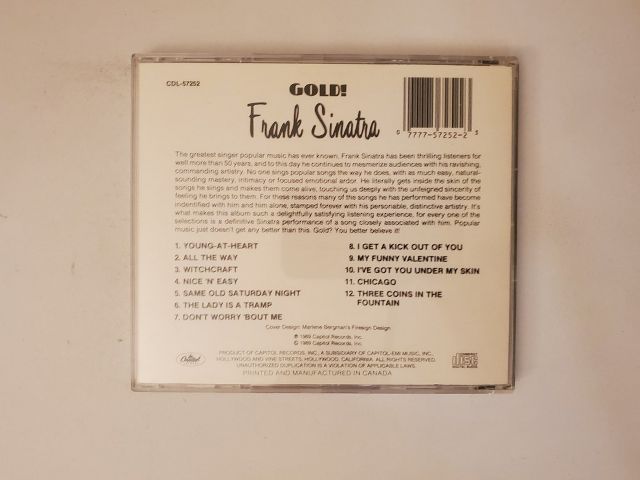 CDL-57252
GOLD!
Frank Sinatra
0 7777-57252-2 3
The greatest singer popular music has ever known, Frank Sinatra has been thrilling listeners for
well more than 50 years, and to this day he continues to mesmerize audiences with his ravishing,
commanding artistry. No one sings popular songs the way he does, with as much easy, natural-
sounding mastery, intimacy or focused emotional ardor. He literally gets inside the skin of the
songs he sings and makes them come alive, touching us deeply with the unfeigned sincerity of
feeling he brings to them. For these reasons many of the songs he has performed have become
indentified with him and him alone, stamped forever with his personable, distinctive artistry. It's
what makes this album such a delightfully satisfying listening experience, for every one of the
selections is a definitive Sinatra performance of a song closely associated with him. Popular
music just doesn't get any better than this. Gold? You better believe it!
1. YOUNG-AT-HEART
2. ALL THE WAY
3. WITCHCRAFT
4. NICE 'N' EASY
5. SAME OLD SATURDAY NIGHT
6. THE LADY IS A TRAMP
7. DON'T WORRY 'BOUT ME
8. I GET A KICK OUT OF YOU
9. MY FUNNY VALENTINE
10. I'VE GOT YOU UNDER MY SKIN
11. CHICAGO
12. THREE COINS IN THE
FOUNTAIN
Cover Design: Marlene Bergman's Firesign Design
℗ 1989 Capitol Records, Inc.
© 1989 Capitol Records, Inc.
Capitol
PRODUCT OF CAPITOL RECORDS, INC., A SUBSIDIARY OF CAPITOL-EMI MUSIC, INC.,
HOLLYWOOD AND VINE STREETS, HOLLYWOOD, CALIFORNIA. ALL RIGHTS RESERVED.
UNAUTHORIZED DUPLICATION IS A VIOLATION OF APPLICABLE LAWS.
PRINTED AND MANUFACTURED IN CANADA
COMPACT
disc
DIGITAL AUDIO